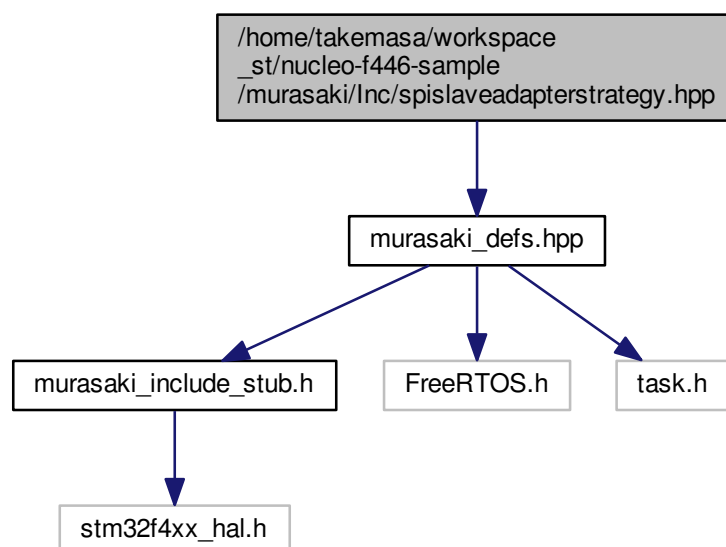 /home/takemasa/workspace
_st/nucleo-f446-sample
/murasaki/Inc/spislaveadapterstrategy.hpp
murasaki_defs.hpp
murasaki_include_stub.h
FreeRTOS.h
task.h
stm32f4xx_hal.h